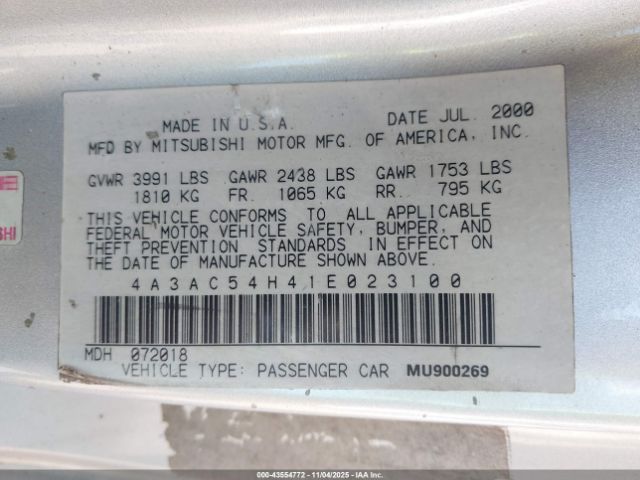 MADE IN U.S.A. DATE JUL. 2000
MFD BY MITSUBISHI MOTOR MFG. OF AMERICA, INC.
GVWR 3991 LBS GAWR 2438 LBS GAWR 1753 LBS
1810 KG FR. 1065 KG RR. 795 KG
THIS VEHICLE CONFORMS TO ALL APPLICABLE
FEDERAL MOTOR VEHICLE SAFETY, BUMPER, AND
THEFT PREVENTION STANDARDS IN EFFECT ON
THE DATE OF MANUFACTURE SHOWN ABOVE.
4A3AC54H41E023100
MDH 072018
VEHICLE TYPE: PASSENGER CAR MU900269
000-43554772 - 11/04/2025 - IAA Inc.